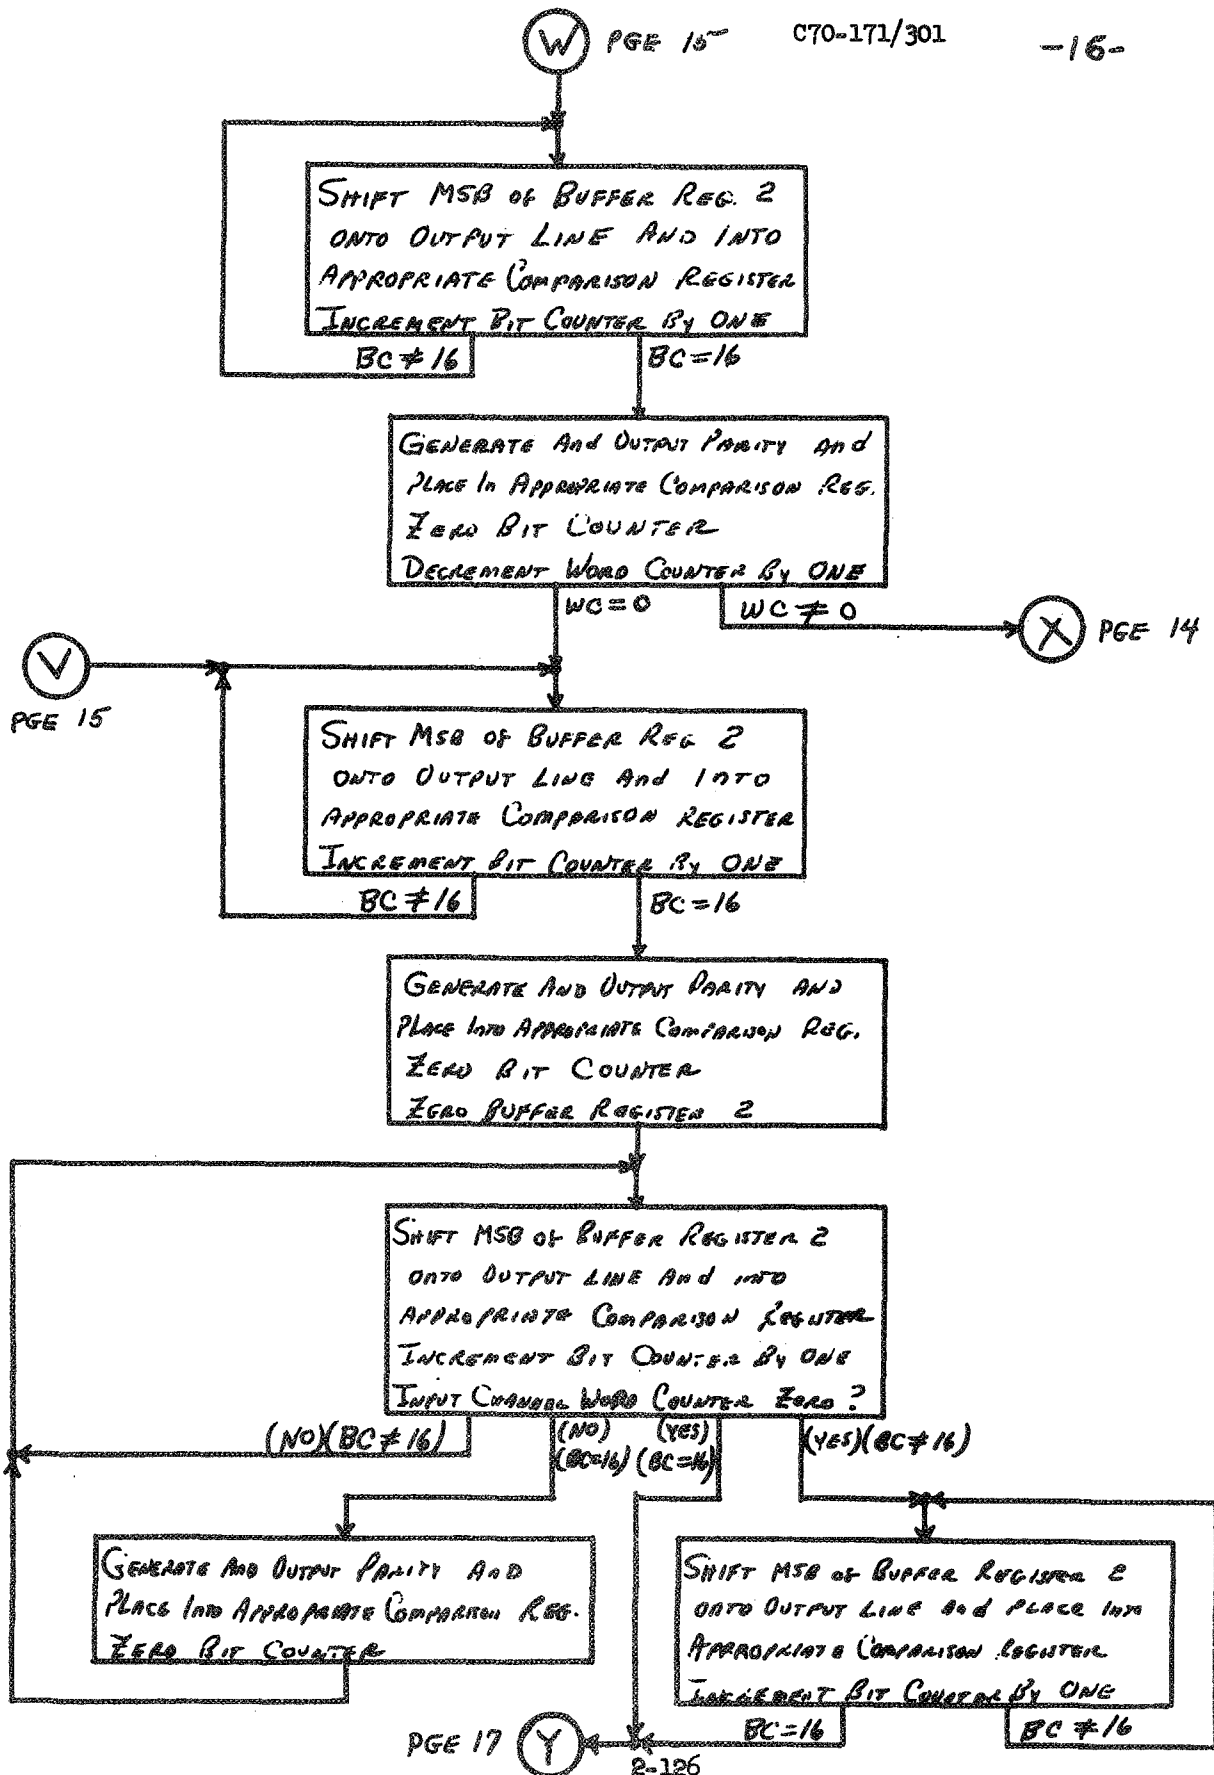 W PGE 15 C70-171/301 -16-
SHIFT MSB OF BUFFER REG. 2
ONTO OUTPUT LINE AND INTO
APPROPRIATE COMPARISON REGISTER
INCREMENT BIT COUNTER BY ONE
BC ≠ 16 BC = 16
GENERATE And OUTPUT PARITY And
PLACE In APPROPRIATE COMPARISON REG.
ZERO BIT COUNTER
DECREMENT WORD COUNTER By ONE
WC = 0 WC ≠ 0
X PGE 14
V
PGE 15
SHIFT MSB OF BUFFER REG 2
ONTO OUTPUT LINE And INTO
APPROPRIATE COMPARISON REGISTER
INCREMENT BIT COUNTER By ONE
BC ≠ 16 BC = 16
GENERATE AND OUTPUT PARITY AND
PLACE INTO APPROPRIATE COMPARISON REG.
ZERO BIT COUNTER
ZERO BUFFER REGISTER 2
SHIFT MSB OF BUFFER REGISTER 2
ONTO OUTPUT LINE And INTO
APPROPRIATE COMPARISON REGISTER
INCREMENT BIT COUNTER By ONE
INPUT CHANNEL WORD COUNTER ZERO?
(NO)(BC ≠ 16) (NO) (YES) (YES)(BC ≠ 16)
(BC=16) (BC=16)
GENERATE AND OUTPUT PARITY AND
PLACE INTO APPROPRIATE COMPARISON REG.
ZERO BIT COUNTER
SHIFT MSB OF BUFFER REGISTER 2
ONTO OUTPUT LINE And PLACE INTO
APPROPRIATE COMPARISON REGISTER
INCREMENT BIT COUNTER By ONE
BC = 16 BC ≠ 16
PGE 17 Y
2-126